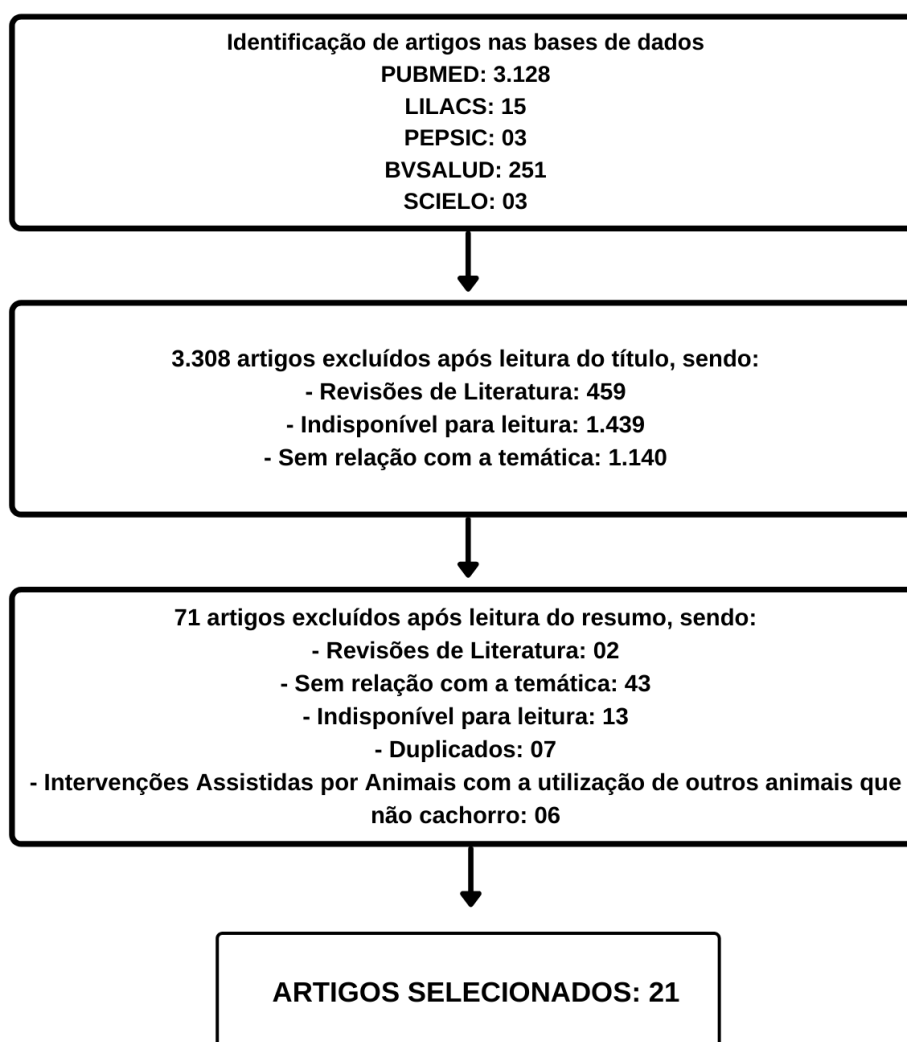 Identificação de artigos nas bases de dados
PUBMED: 3.128
LILACS: 15
PEPSIC: 03
BVSALUD: 251
SCIELO: 03
3.308 artigos excluídos após leitura do título, sendo:
- Revisões de Literatura: 459
- Indisponível para leitura: 1.439
- Sem relação com a temática: 1.140
71 artigos excluídos após leitura do resumo, sendo:
- Revisões de Literatura: 02
- Sem relação com a temática: 43
- Indisponível para leitura: 13
- Duplicados: 07
- Intervenções Assistidas por Animais com a utilização de outros animais que
não cachorro: 06
ARTIGOS SELECIONADOS: 21